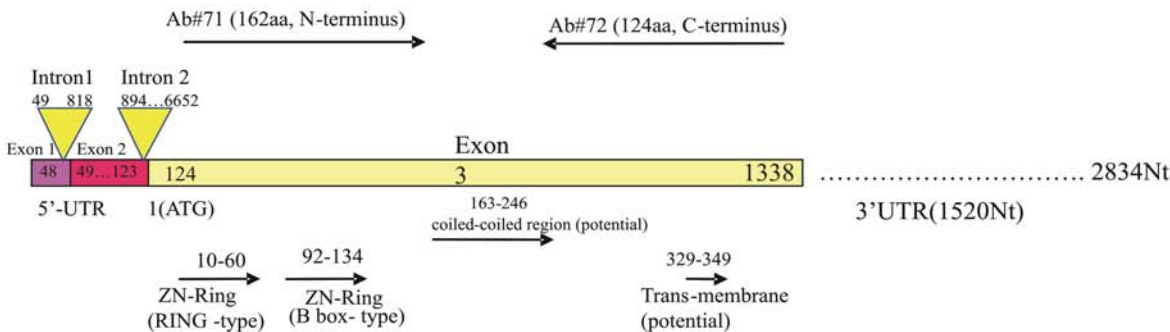 Ab#71 (162aa, N-terminus)
Ab#72 (124aa, C-terminus)
Intron1
49 818
Intron 2
894...6652
Exon 1
Exon 2
Exon
48
49...123
124
3
1338
2834Nt
5'-UTR
1(ATG)
3'UTR(1520Nt)
163-246
coiled-coiled region (potential)
10-60
ZN-Ring
(RING -type)
92-134
ZN-Ring
(B box- type)
329-349
Trans-membrane
(potential)